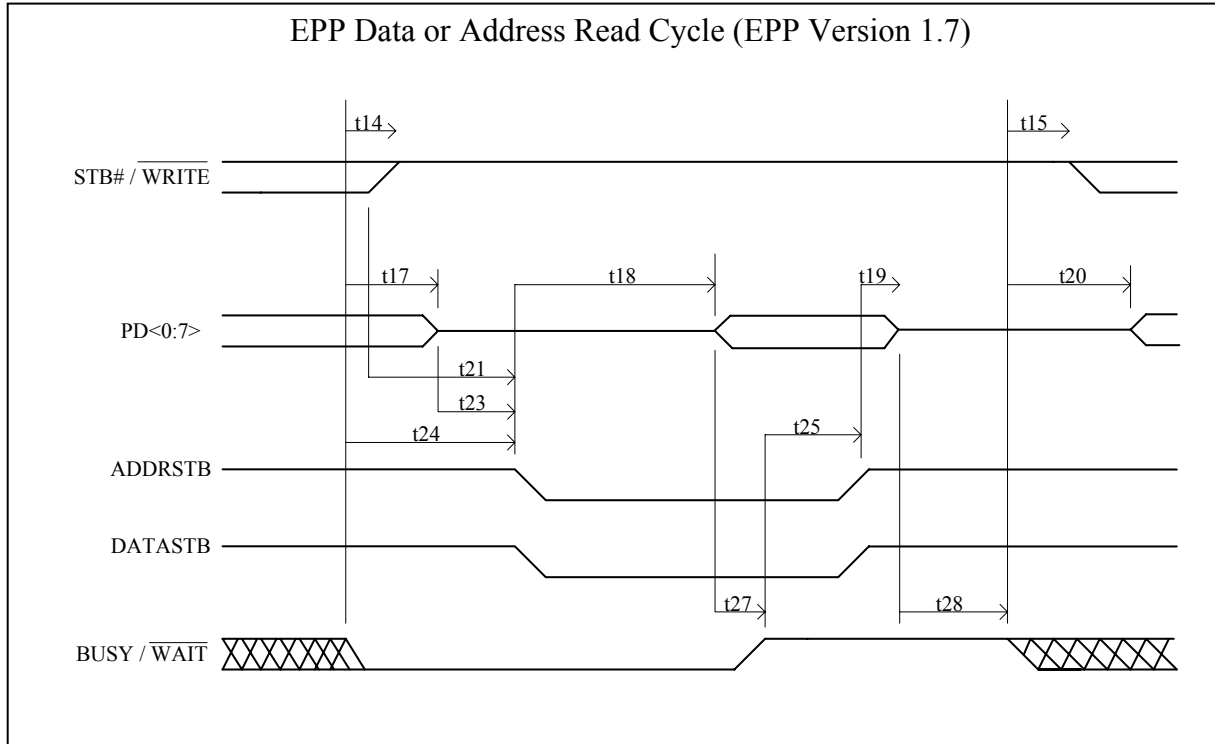 EPP Data or Address Read Cycle (EPP Version 1.7)
t14
t15
STB# / WRITE
t17
t18
t19
t20
PD<0:7>
t21
t23
t25
t24
ADDRSTB
DATASTB
t27
t28
BUSY / WAIT